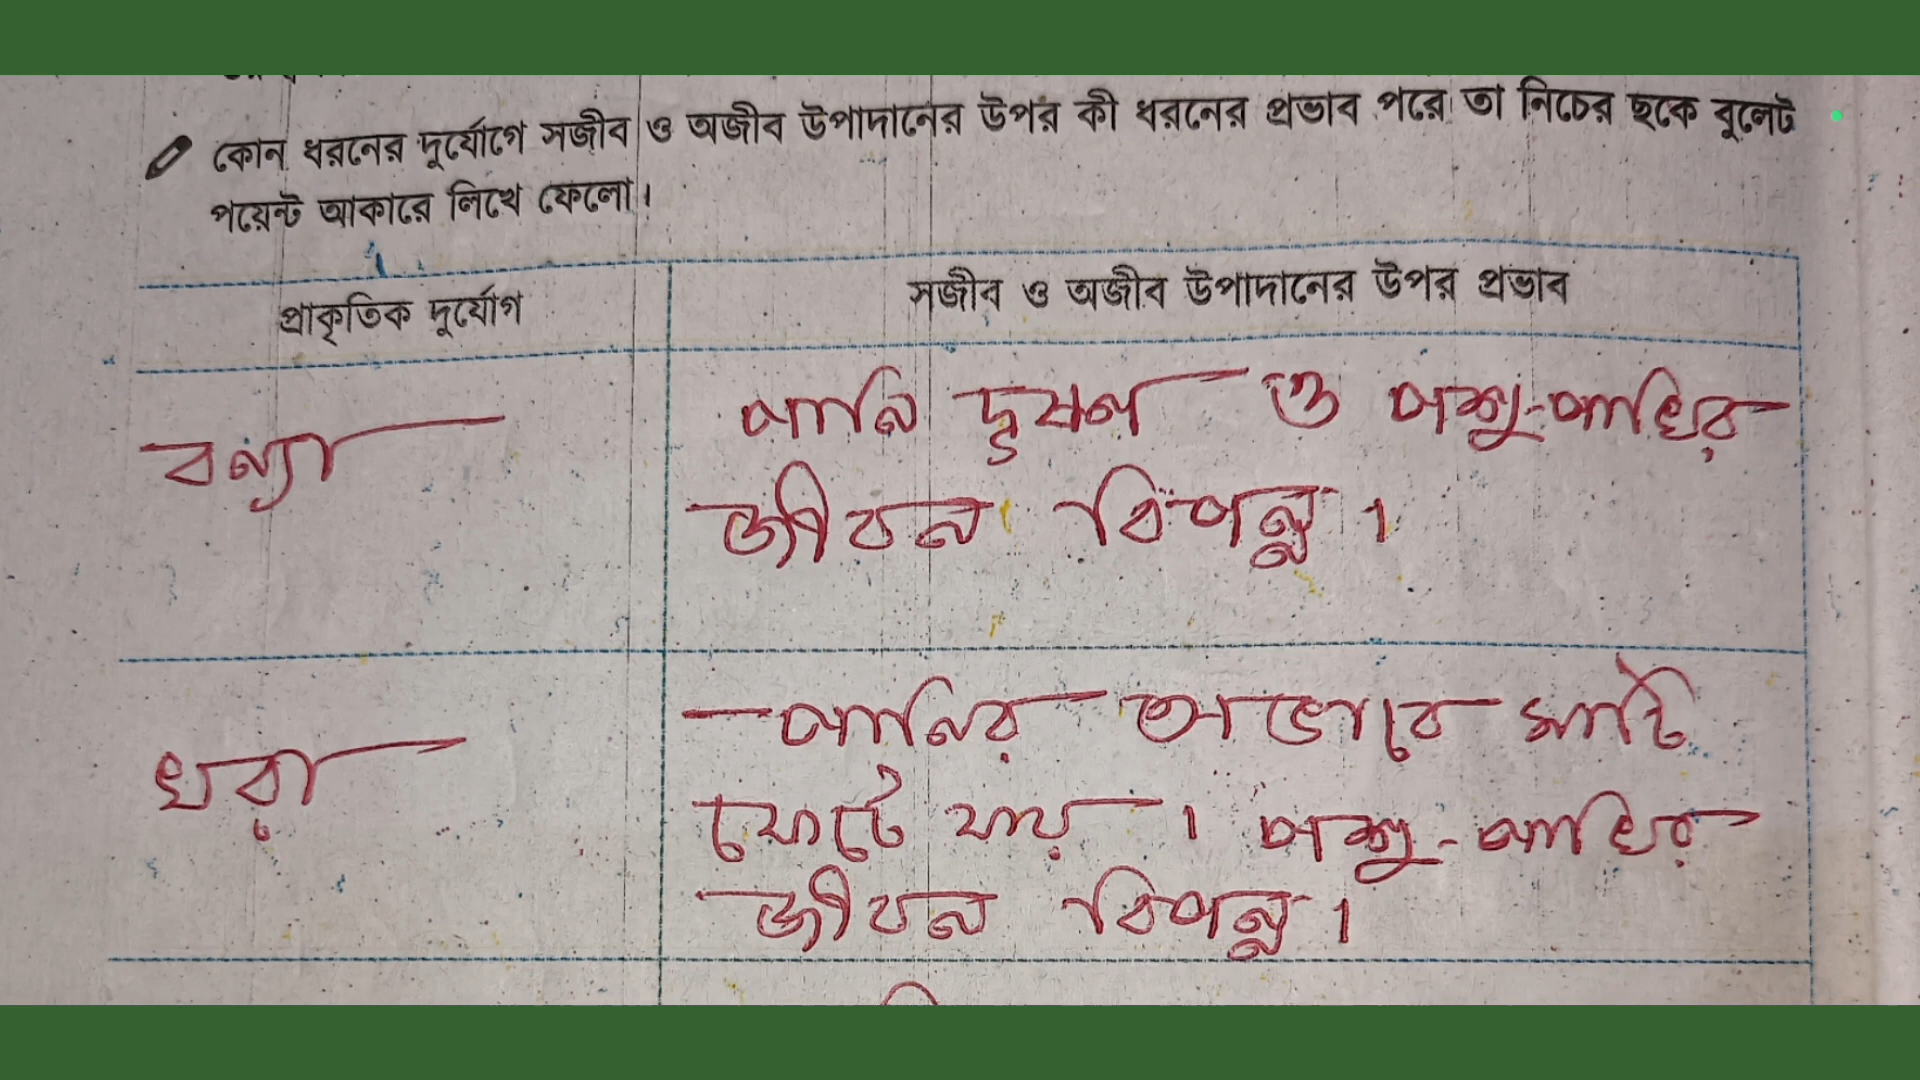 কোন ধরনের দুর্যোগে সজীব ও অজীব উপাদানের উপর কী ধরনের প্রভাব পরে তা নিচের ছকে বুলেট
পয়েন্ট আকারে লিখে ফেলো।
প্রাকৃতিক দুর্যোগ
সজীব ও অজীব উপাদানের উপর প্রভাব
বণ্যা
পানি দূষণ ও পশু-পাখির
জীবন বিপন্ন।
খরা
পানির অভাবে মাটি
ফেটে যায়। পশু-পাখির
জীবন বিপন্ন।